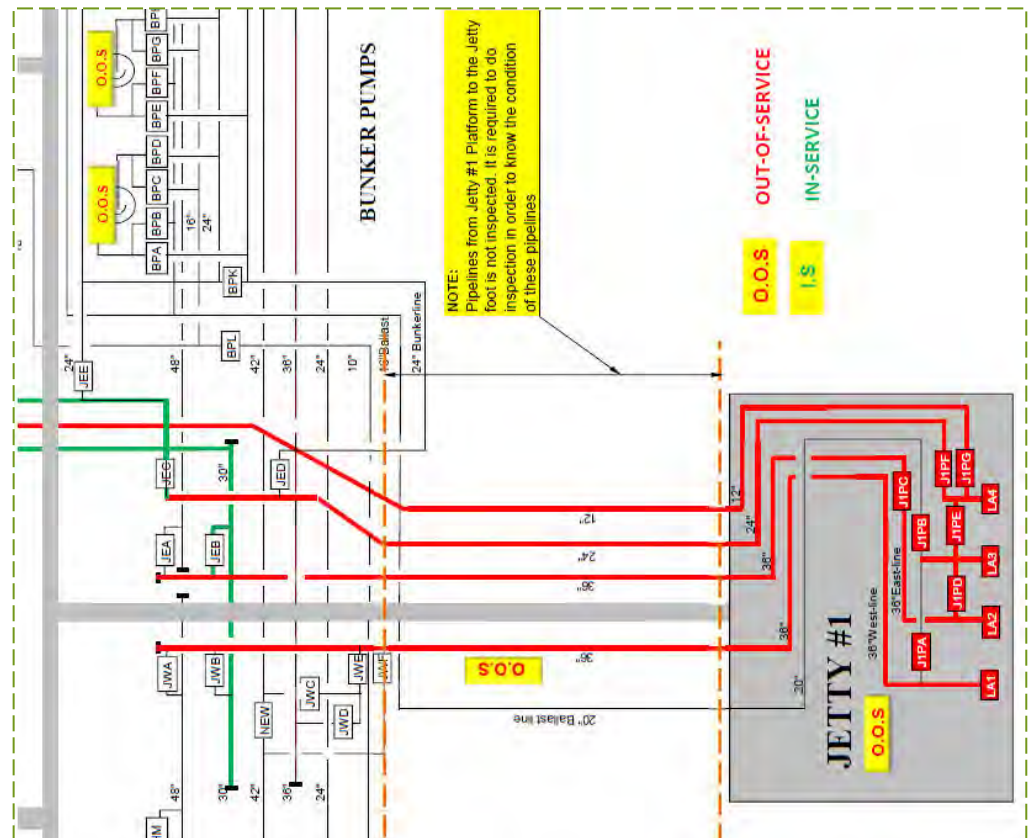 O.O.S
BPH
BPG
BPF
BPE
O.O.S
BPD
BPC
BPB
BPA
16"
24"
BUNKER PUMPS
NOTE:
Pipelines from Jetty #1 Platform to the Jetty
foot is not inspected. It is required to do
inspection in order to know the condition
of these pipelines
OUT-OF-SERVICE
IN-SERVICE
O.O.S
I.S
BPK
BPL
24"
JEE
48"
42"
36"
24"
10"
16"Ballast
24" Bunkerline
JEC
30"
JED
JEA
JEB
12"
24"
36"
36"
12"
24"
36"
36"
20"
JWA
JWB
NEW
JWC
JWD
JWE
JWF
O.O.S
20" Ballast line
48"
30"
42"
36"
24"
HM
JETTY #1
O.O.S
36"West-line
36"East-line
J1PA
J1PB
J1PC
J1PD
J1PE
J1PF
J1PG
LA1
LA2
LA3
LA4